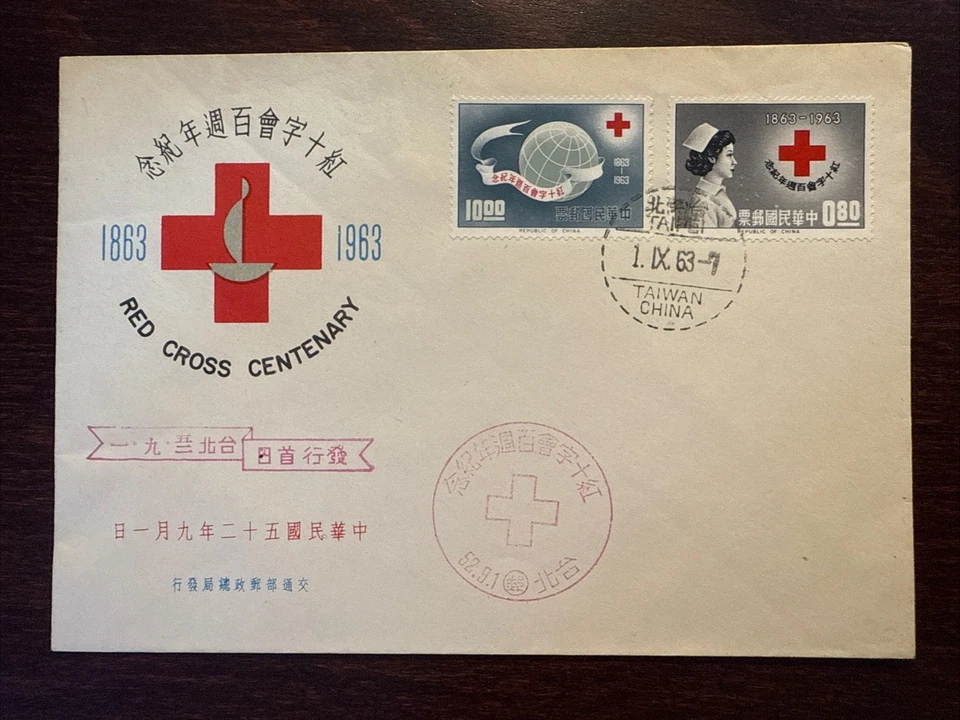 紅十字會百週年紀念
1863 1963
RED CROSS CENTENARY
1863
1963
紅十字會百週年紀念
10.00
中華民國郵票
REPUBLIC OF CHINA
1863-1963
紅十字會百週年紀念
中華民國郵票
0.80
REPUBLIC OF CHINA
TAIPEI
1.IX.63-7
TAIWAN
CHINA
發行首日
台北五二.九.一
中華民國五十二年九月一日
交通部郵政總局發行
紅十字會百週年紀念
台北
52.9.1